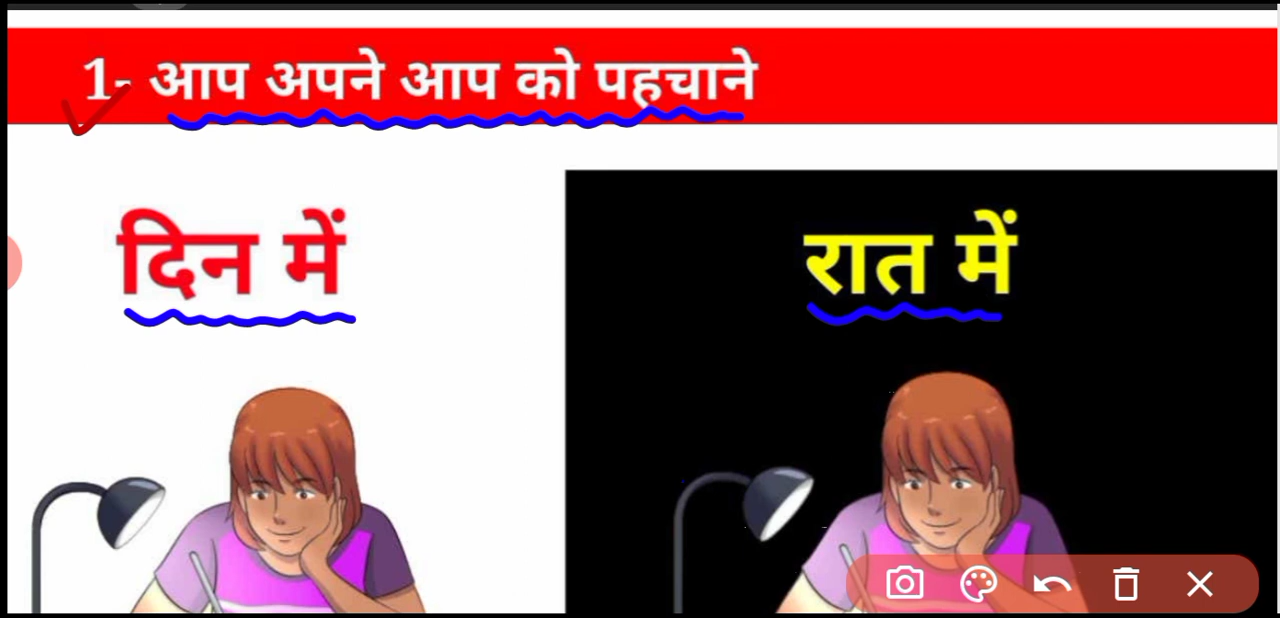 1- आप अपने आप को पहचाने
दिन में
रात में